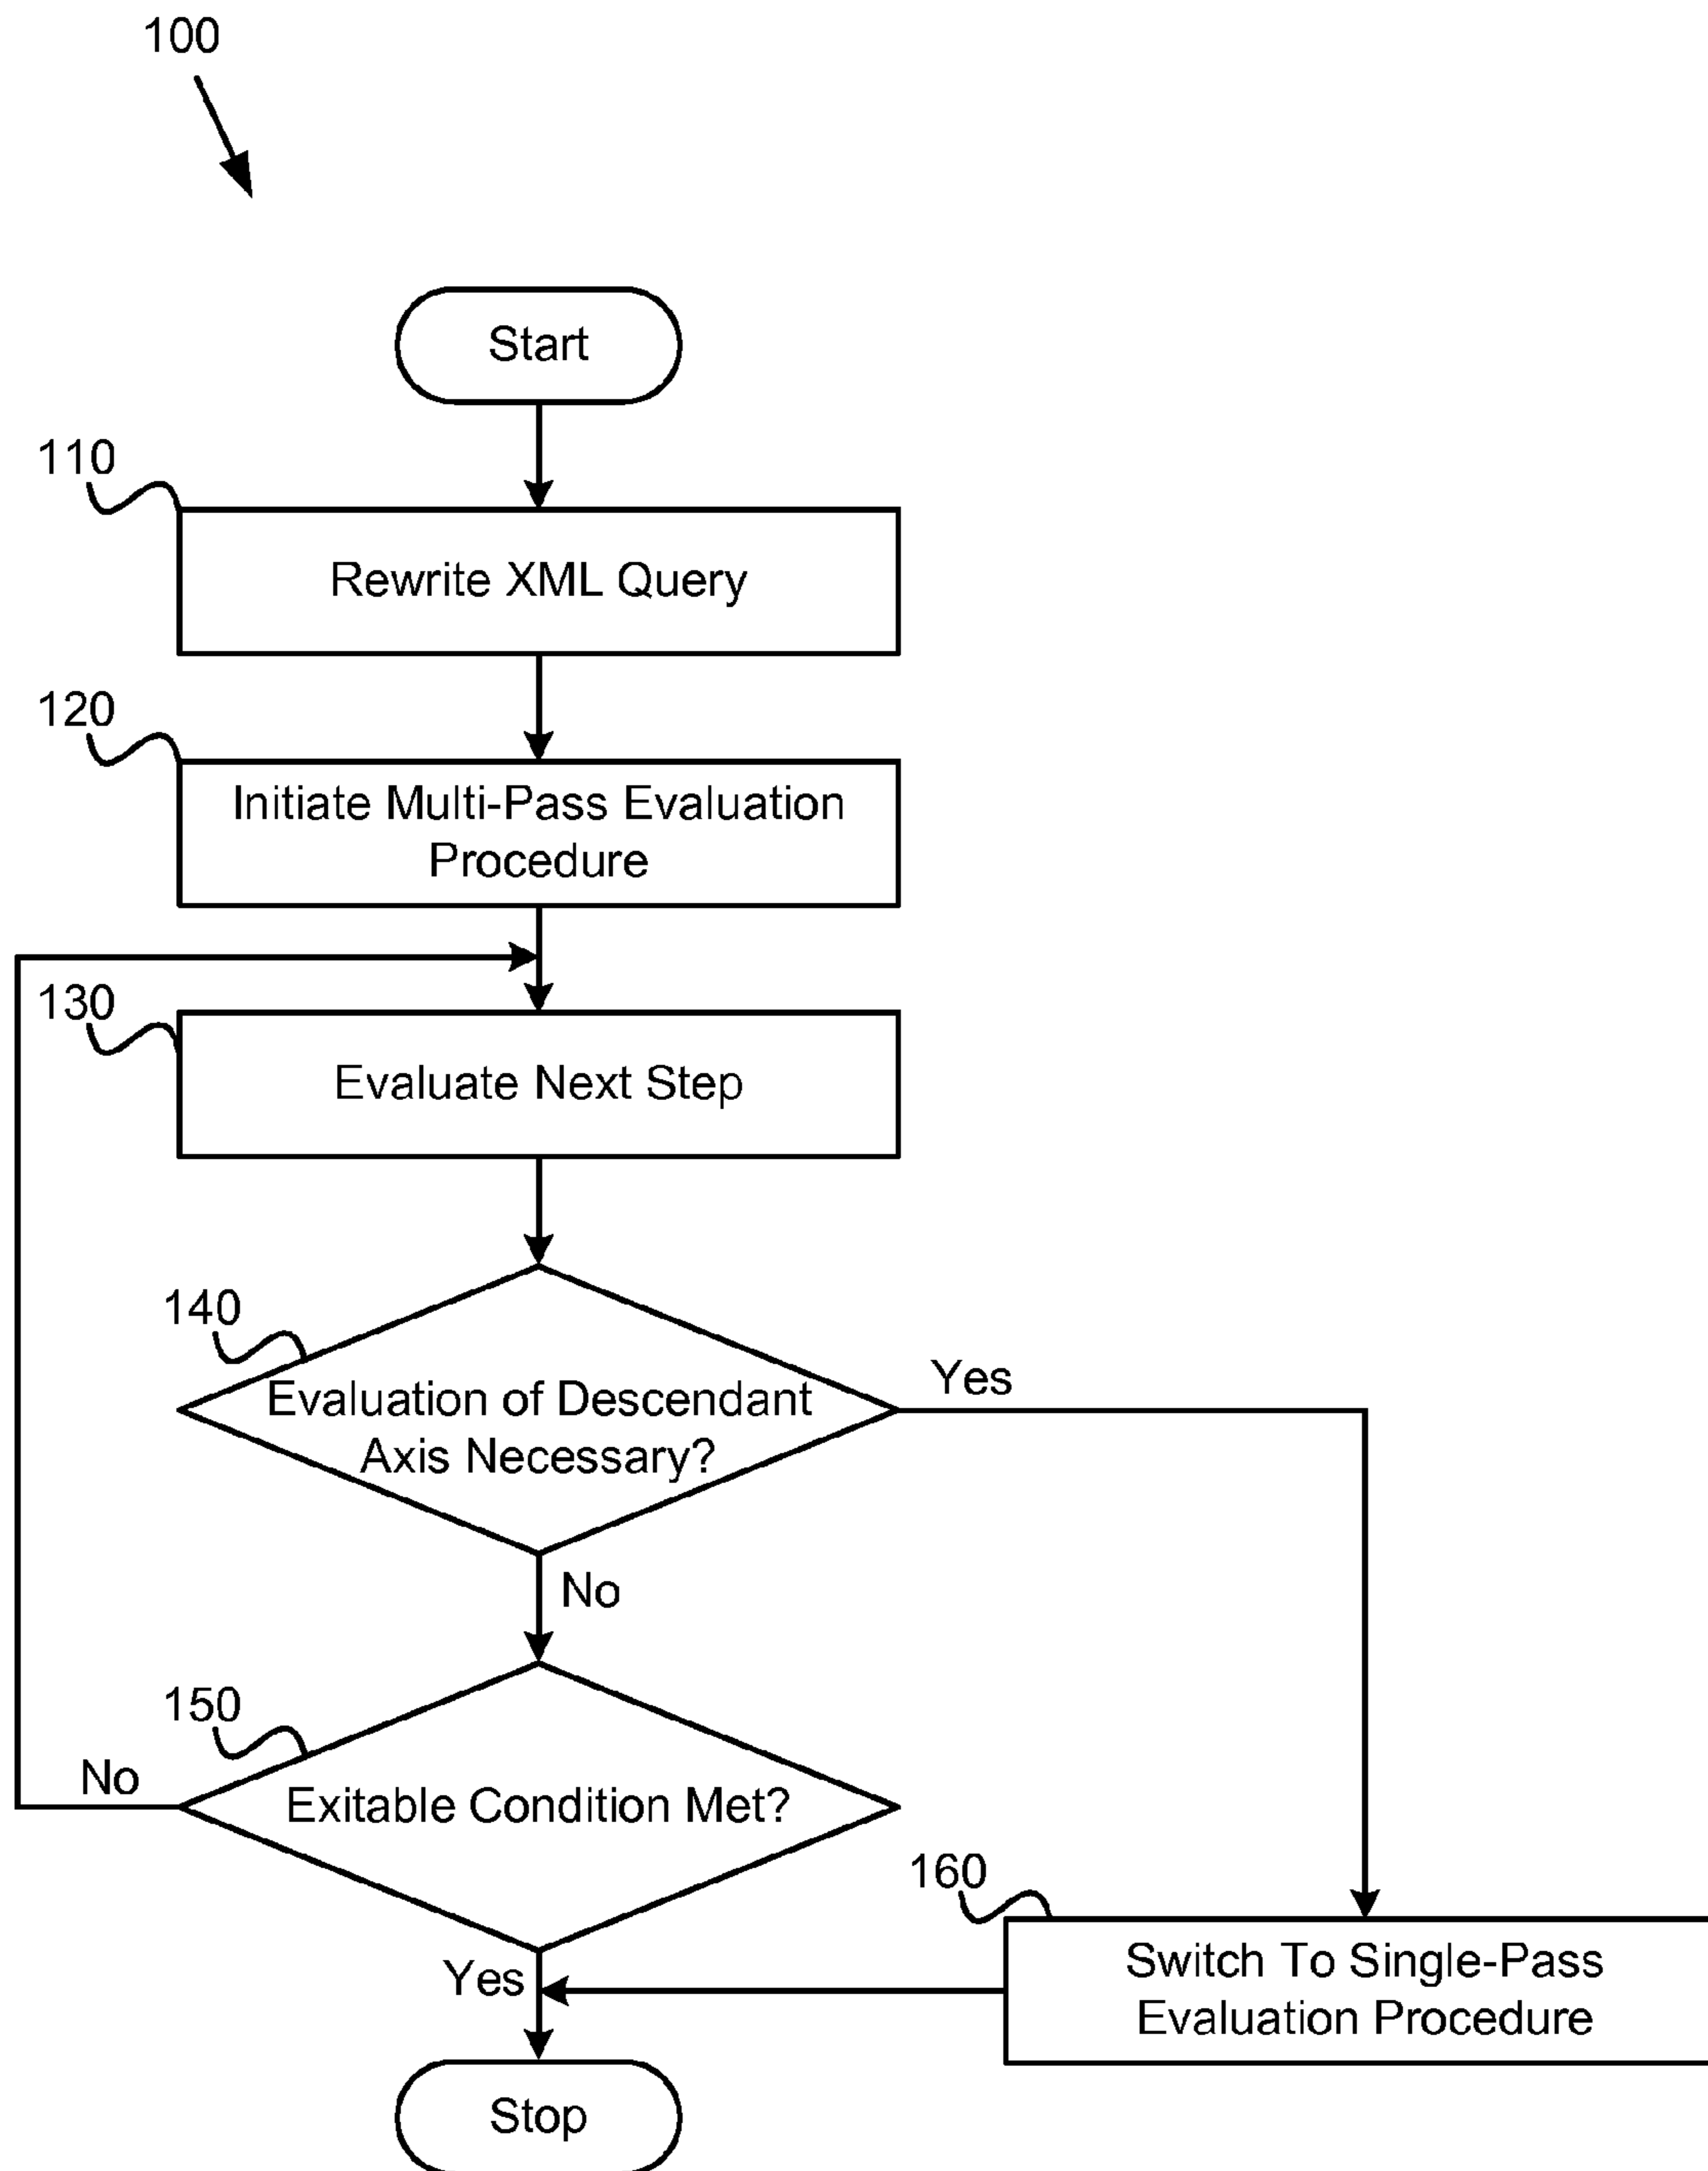 100
Start
110
Rewrite XML Query
120
Initiate Multi-Pass Evaluation
Procedure
130
Evaluate Next Step
140
Evaluation of Descendant
Axis Necessary?
Yes
No
150
No
Exitable Condition Met?
160
Yes
Switch To Single-Pass
Evaluation Procedure
Stop